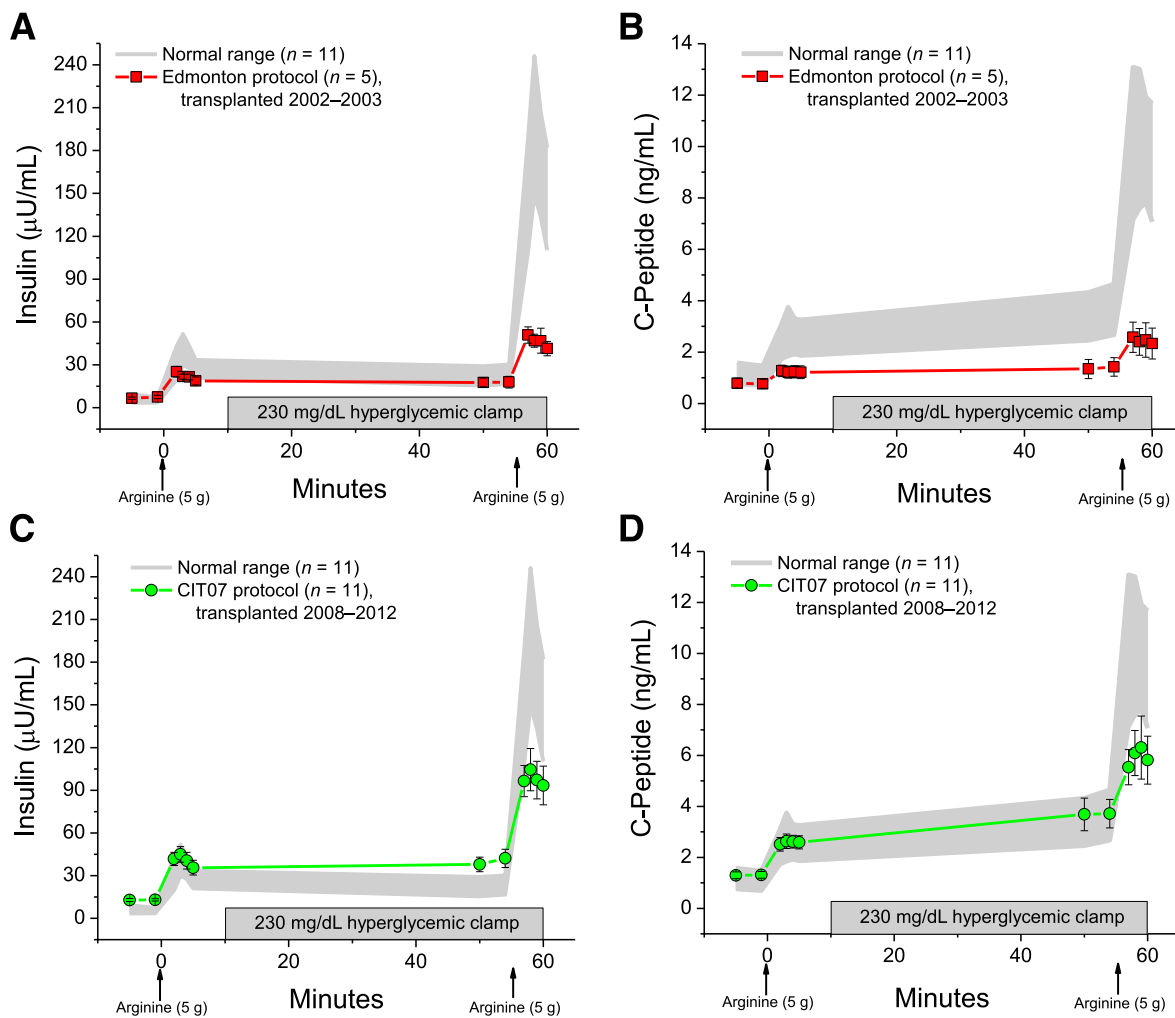 A
Normal range (n = 11)
Edmonton protocol (n = 5),
transplanted 2002–2003
Insulin (μU/mL)
240
210
180
150
120
90
60
30
0
230 mg/dL hyperglycemic clamp
0
20
40
60
Arginine (5 g)
Minutes
Arginine (5 g)
B
Normal range (n = 11)
Edmonton protocol (n = 5),
transplanted 2002–2003
C-Peptide (ng/mL)
14
12
10
8
6
4
2
0
230 mg/dL hyperglycemic clamp
0
20
40
60
Arginine (5 g)
Minutes
Arginine (5 g)
C
Normal range (n = 11)
CIT07 protocol (n = 11),
transplanted 2008–2012
Insulin (μU/mL)
240
210
180
150
120
90
60
30
0
230 mg/dL hyperglycemic clamp
0
20
40
60
Arginine (5 g)
Minutes
Arginine (5 g)
D
Normal range (n = 11)
CIT07 protocol (n = 11),
transplanted 2008–2012
C-Peptide (ng/mL)
14
12
10
8
6
4
2
0
230 mg/dL hyperglycemic clamp
0
20
40
60
Arginine (5 g)
Minutes
Arginine (5 g)